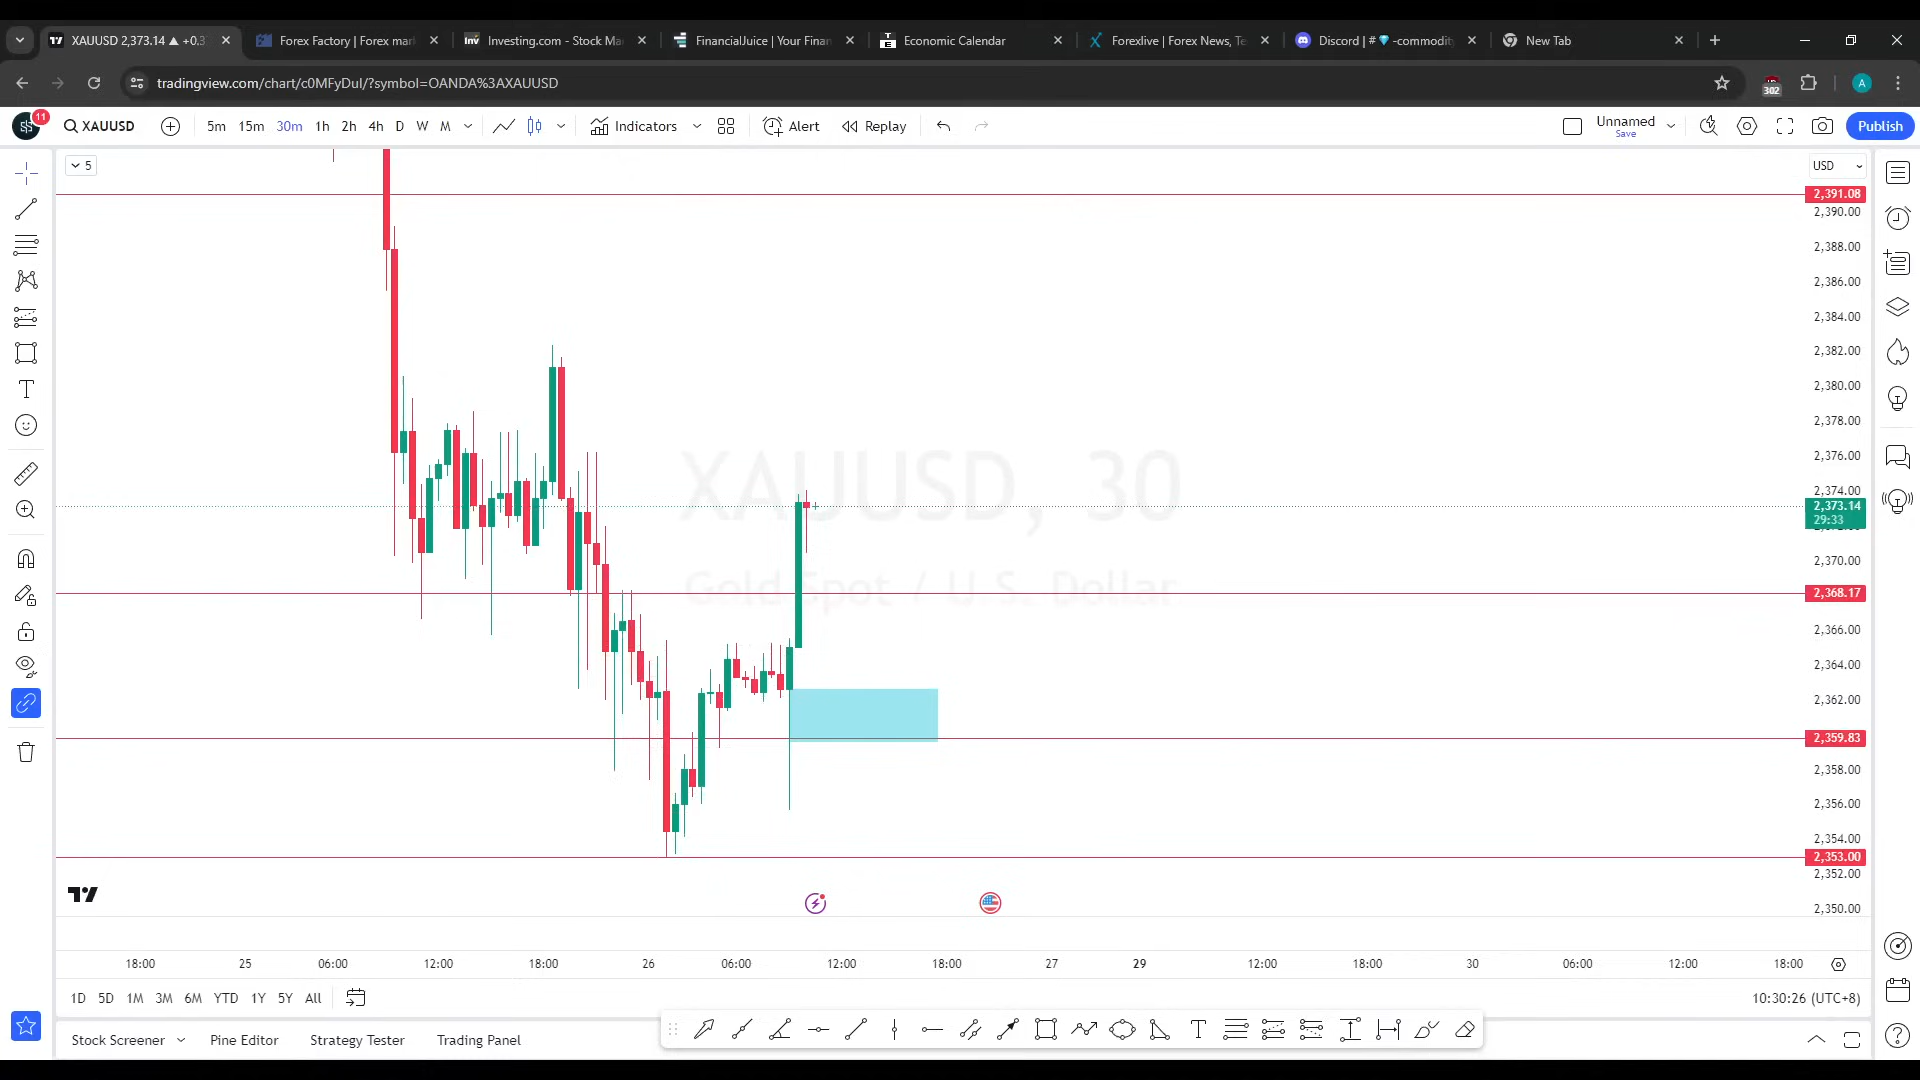 XAUUSD 2,373.14 ▲ +0.3
Forex Factory | Forex mar
Inv Investing.com - Stock Ma
FinancialJuice | Your Finan
Economic Calendar
Forexlive | Forex News, Te
Discord | #💎-commodity
New Tab
tradingview.com/chart/c0MFyDul/?symbol=OANDA%3AXAUUSD
302
A
11
XAUUSD
5m 15m 30m 1h 2h 4h D W M
Indicators
Alert
Replay
Unnamed
Save
Publish
5
USD
2,391.08
2,390.00
2,388.00
2,386.00
2,384.00
2,382.00
2,380.00
2,378.00
2,376.00
2,374.00
2,373.14
29:33
2,370.00
2,368.17
2,366.00
2,364.00
2,362.00
2,359.83
2,358.00
2,356.00
2,354.00
2,353.00
2,352.00
2,350.00
XAUUSD, 30
Gold Spot / U.S. Dollar
18:00 25 06:00 12:00 18:00 26 06:00 12:00 18:00 27 29 12:00 18:00 30 06:00 12:00 18:00
1D 5D 1M 3M 6M YTD 1Y 5Y All
10:30:26 (UTC+8)
Stock Screener
Pine Editor
Strategy Tester
Trading Panel